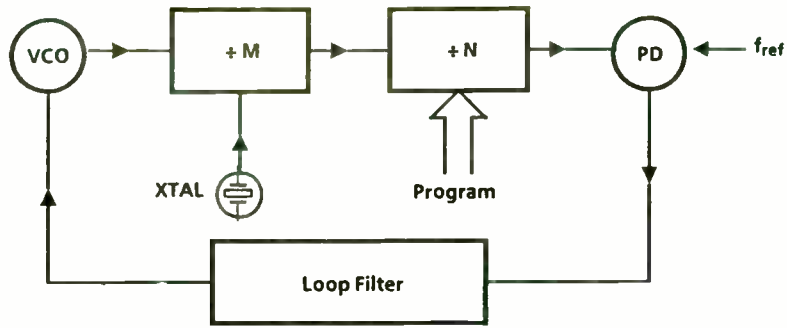 VCO
÷ M
÷ N
PD
f_ref
XTAL
Program
Loop Filter